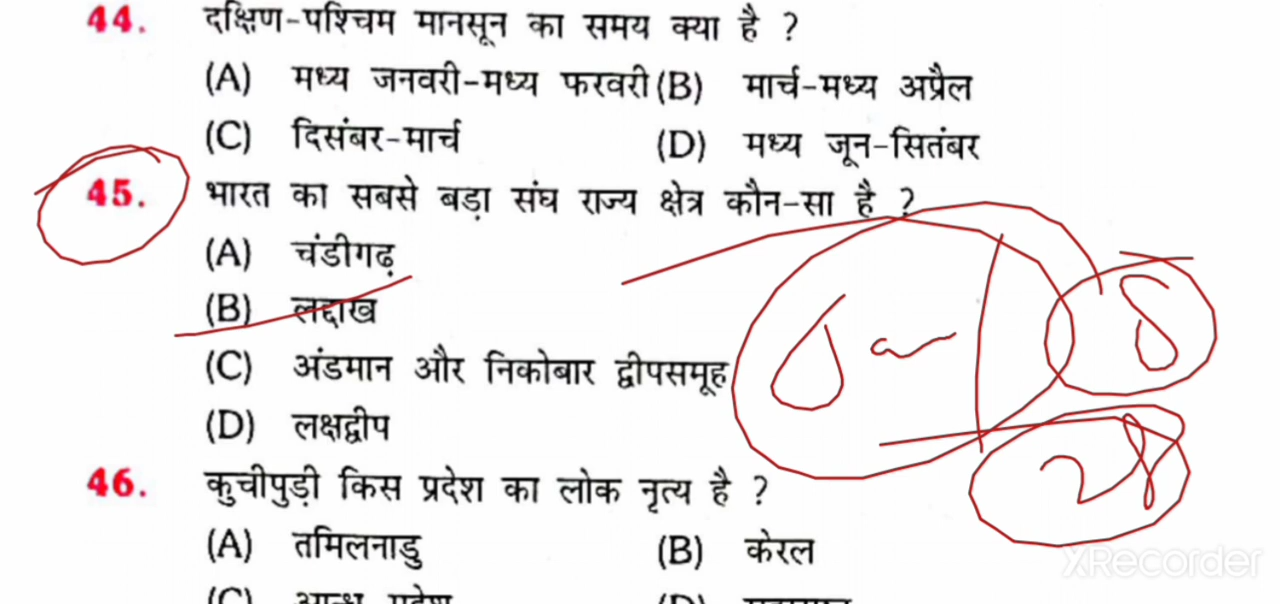 44. दक्षिण-पश्चिम मानसून का समय क्या है ?
(A) मध्य जनवरी-मध्य फरवरी (B) मार्च-मध्य अप्रैल
(C) दिसंबर-मार्च (D) मध्य जून-सितंबर
45. भारत का सबसे बड़ा संघ राज्य क्षेत्र कौन-सा है ?
(A) चंडीगढ़
(B) लद्दाख
(C) अंडमान और निकोबार द्वीपसमूह
(D) लक्षद्वीप
46. कुचीपुड़ी किस प्रदेश का लोक नृत्य है ?
(A) तमिलनाडु (B) केरल
XRecorder